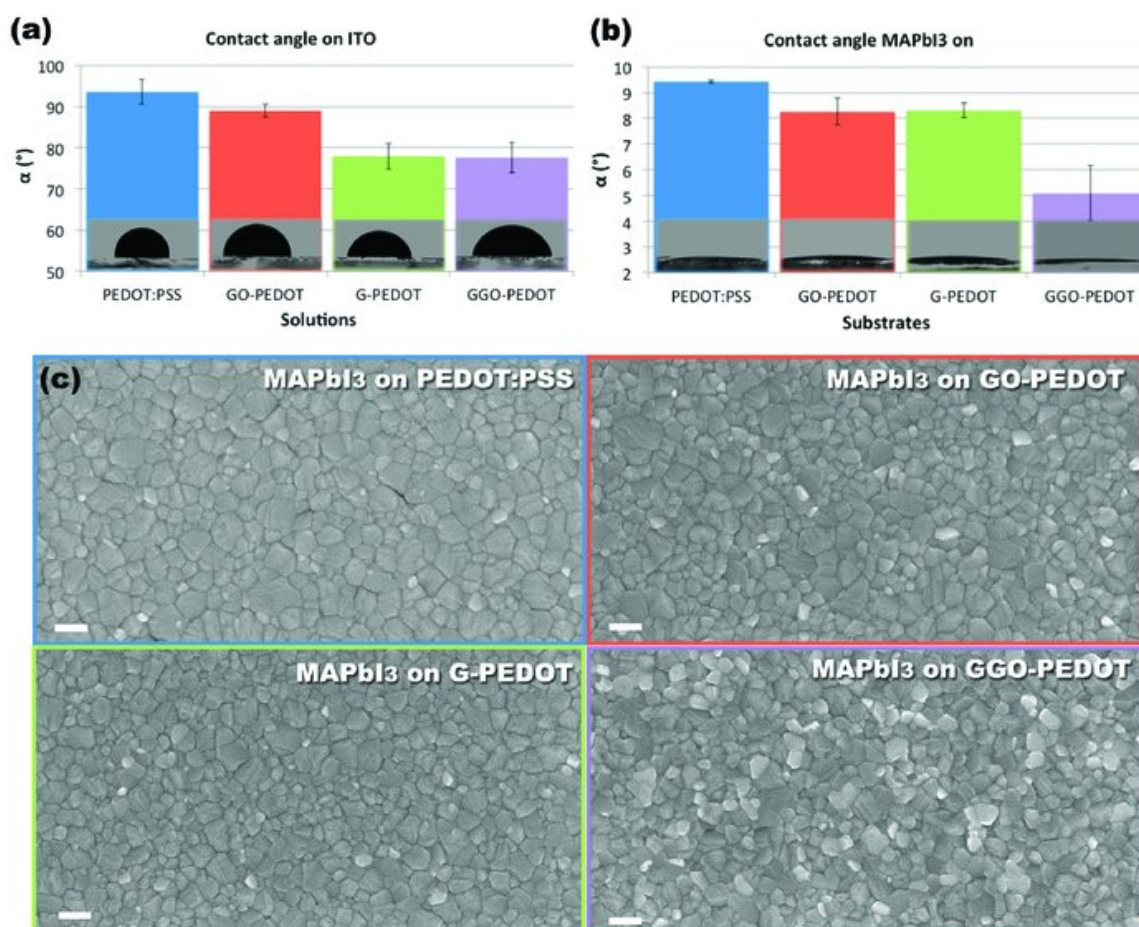 (a)
Contact angle on ITO
100
90
80
70
60
50
α (°)
PEDOT:PSS GO-PEDOT G-PEDOT GGO-PEDOT
Solutions
(b)
Contact angle MAPbI3 on
10
9
8
7
6
5
4
3
2
α (°)
PEDOT:PSS GO-PEDOT G-PEDOT GGO-PEDOT
Substrates
(c)
MAPbI3 on PEDOT:PSS
MAPbI3 on GO-PEDOT
MAPbI3 on G-PEDOT
MAPbI3 on GGO-PEDOT